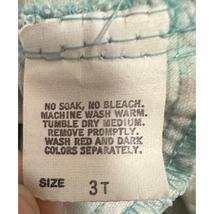 NO SOAK, NO BLEACH.
MACHINE WASH WARM.
TUMBLE DRY MEDIUM.
REMOVE PROMPTLY.
WASH RED AND DARK
COLORS SEPARATELY.
SIZE 3T